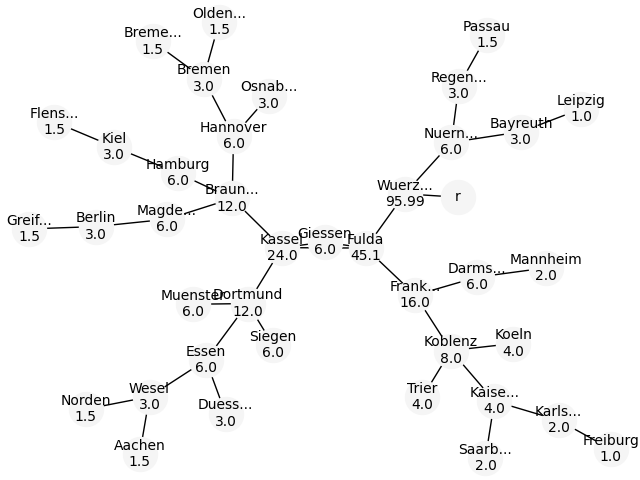 Olden...
1.5
Breme...
1.5
Passau
1.5
Bremen
3.0
Osnab...
3.0
Regen...
3.0
Leipzig
1.0
Flens...
1.5
Kiel
3.0
Hannover
6.0
Nuern...
6.0
Bayreuth
3.0
Hamburg
6.0
Braun...
12.0
Wuerz...
95.99
r
Greif...
1.5
Berlin
3.0
Magde...
6.0
Kassel
24.0
Giessen
6.0
Fulda
45.1
Muenster
6.0
Dortmund
12.0
Frank...
16.0
Darms...
6.0
Mannheim
2.0
Siegen
6.0
Essen
6.0
Koblenz
8.0
Koeln
4.0
Norden
1.5
Wesel
3.0
Duess...
3.0
Trier
4.0
Kaise...
4.0
Karls...
2.0
Aachen
1.5
Saarb...
2.0
Freiburg
1.0